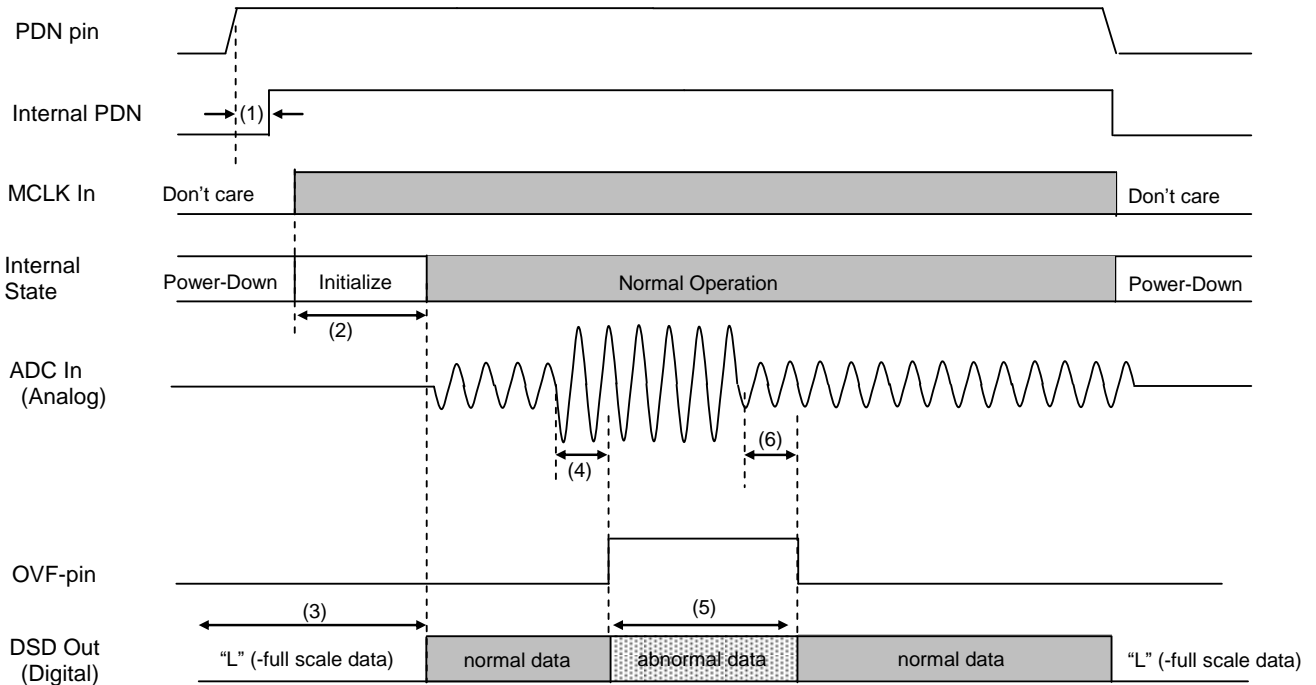 PDN pin
Internal PDN
(1)
MCLK In
Don't care
Don't care
Internal
State
Power-Down
Initialize
Normal Operation
Power-Down
(2)
ADC In
(Analog)
(4)
(6)
OVF-pin
(3)
(5)
DSD Out
(Digital)
“L” (-full scale data)
normal data
abnormal data
normal data
“L” (-full scale data)